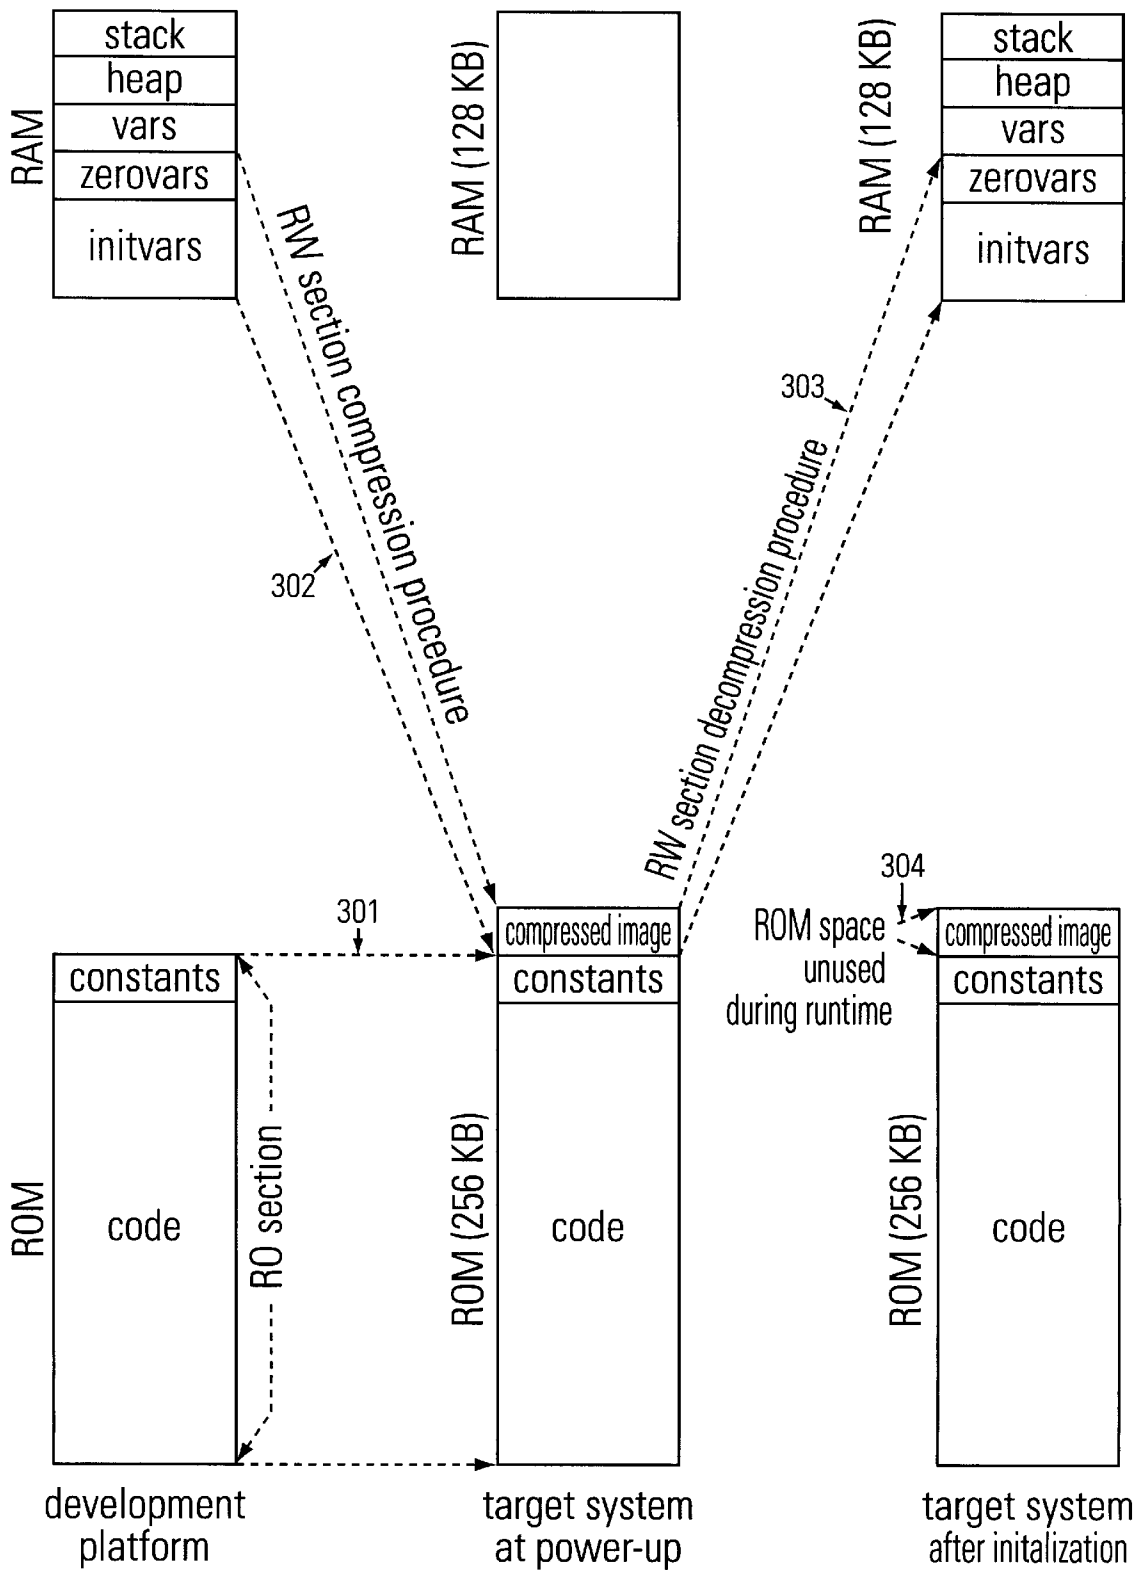 stack
heap
vars
zerovars
initvars
RAM
RAM (128 KB)
stack
heap
vars
zerovars
initvars
RAM (128 KB)
RW section compression procedure
302
303
RW section decompression procedure
301
304
ROM space
unused
during runtime
constants
code
ROM
RO section
compressed image
constants
code
ROM (256 KB)
compressed image
constants
code
ROM (256 KB)
development
platform
target system
at power-up
target system
after initalization